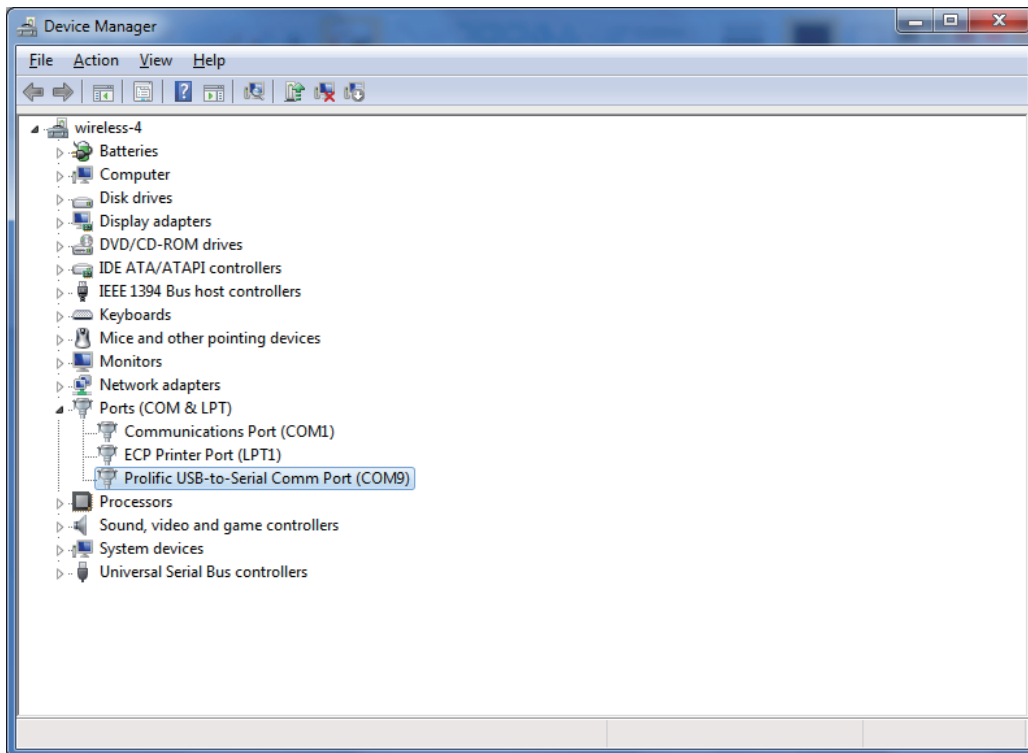 Device Manager
File Action View Help
wireless-4
Batteries
Computer
Disk drives
Display adapters
DVD/CD-ROM drives
IDE ATA/ATAPI controllers
IEEE 1394 Bus host controllers
Keyboards
Mice and other pointing devices
Monitors
Network adapters
Ports (COM & LPT)
Communications Port (COM1)
ECP Printer Port (LPT1)
Prolific USB-to-Serial Comm Port (COM9)
Processors
Sound, video and game controllers
System devices
Universal Serial Bus controllers